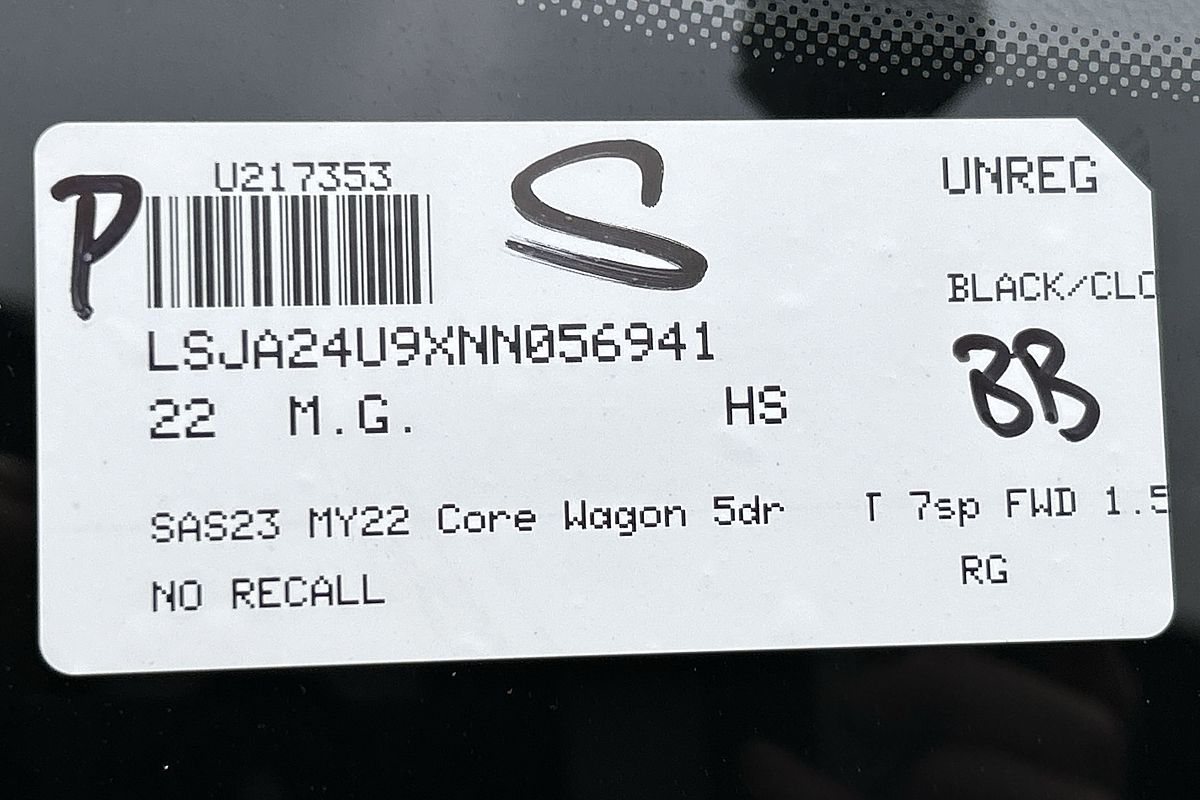 P
U217353
S
UNREG
BLACK/CLO
LSJA24U9XNN056941
22 M.G. HS
BB
SAS23 MY22 Core Wagon 5dr T 7sp FWD 1.5
NO RECALL
RG